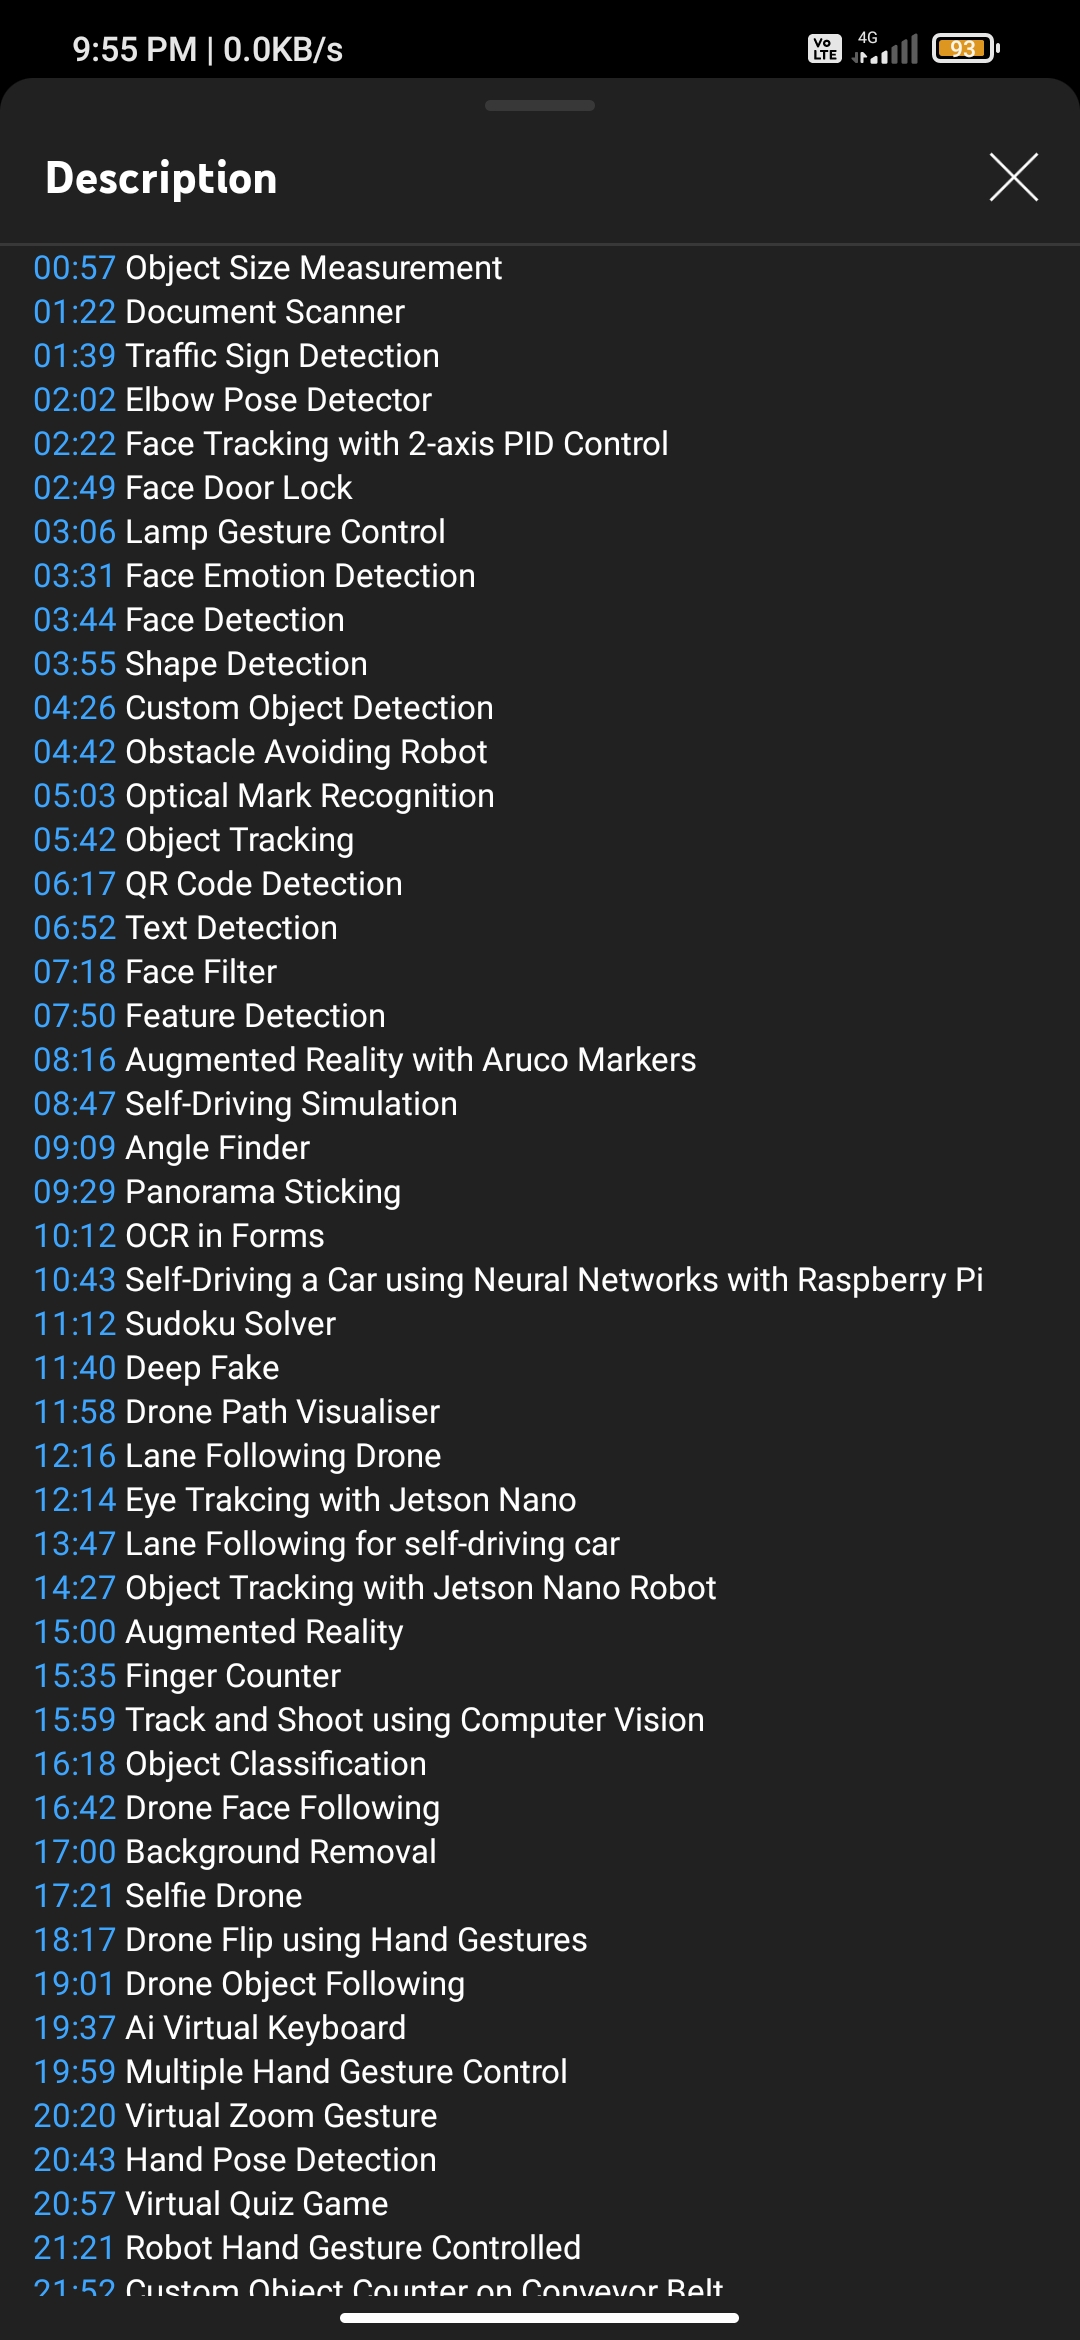 9:55 PM | 0.0KB/s
Vo LTE 4G 93
Description
00:57 Object Size Measurement
01:22 Document Scanner
01:39 Traffic Sign Detection
02:02 Elbow Pose Detector
02:22 Face Tracking with 2-axis PID Control
02:49 Face Door Lock
03:06 Lamp Gesture Control
03:31 Face Emotion Detection
03:44 Face Detection
03:55 Shape Detection
04:26 Custom Object Detection
04:42 Obstacle Avoiding Robot
05:03 Optical Mark Recognition
05:42 Object Tracking
06:17 QR Code Detection
06:52 Text Detection
07:18 Face Filter
07:50 Feature Detection
08:16 Augmented Reality with Aruco Markers
08:47 Self-Driving Simulation
09:09 Angle Finder
09:29 Panorama Sticking
10:12 OCR in Forms
10:43 Self-Driving a Car using Neural Networks with Raspberry Pi
11:12 Sudoku Solver
11:40 Deep Fake
11:58 Drone Path Visualiser
12:16 Lane Following Drone
12:14 Eye Trakcing with Jetson Nano
13:47 Lane Following for self-driving car
14:27 Object Tracking with Jetson Nano Robot
15:00 Augmented Reality
15:35 Finger Counter
15:59 Track and Shoot using Computer Vision
16:18 Object Classification
16:42 Drone Face Following
17:00 Background Removal
17:21 Selfie Drone
18:17 Drone Flip using Hand Gestures
19:01 Drone Object Following
19:37 Ai Virtual Keyboard
19:59 Multiple Hand Gesture Control
20:20 Virtual Zoom Gesture
20:43 Hand Pose Detection
20:57 Virtual Quiz Game
21:21 Robot Hand Gesture Controlled
21:52 Custom Object Counter on Conveyor Belt